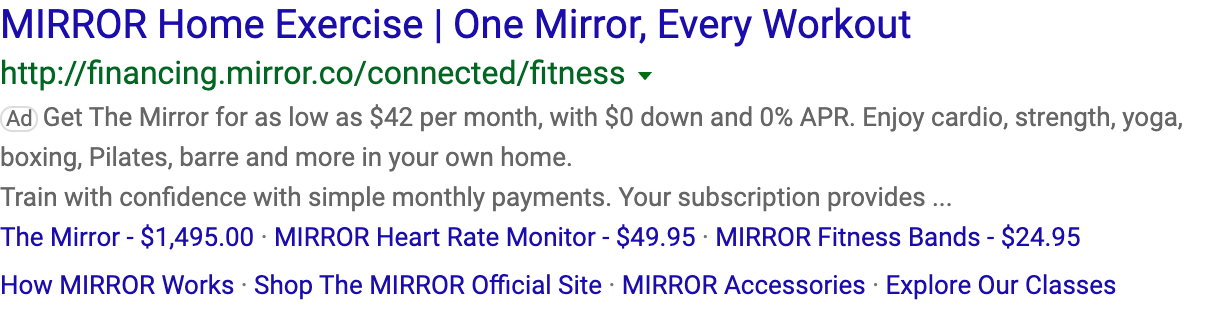 MIRROR Home Exercise | One Mirror, Every Workout
http://financing.mirror.co/connected/fitness
Ad Get The Mirror for as low as $42 per month, with $0 down and 0% APR. Enjoy cardio, strength, yoga,
boxing, Pilates, barre and more in your own home.
Train with confidence with simple monthly payments. Your subscription provides ...
The Mirror - $1,495.00 · MIRROR Heart Rate Monitor - $49.95 · MIRROR Fitness Bands - $24.95
How MIRROR Works · Shop The MIRROR Official Site · MIRROR Accessories · Explore Our Classes